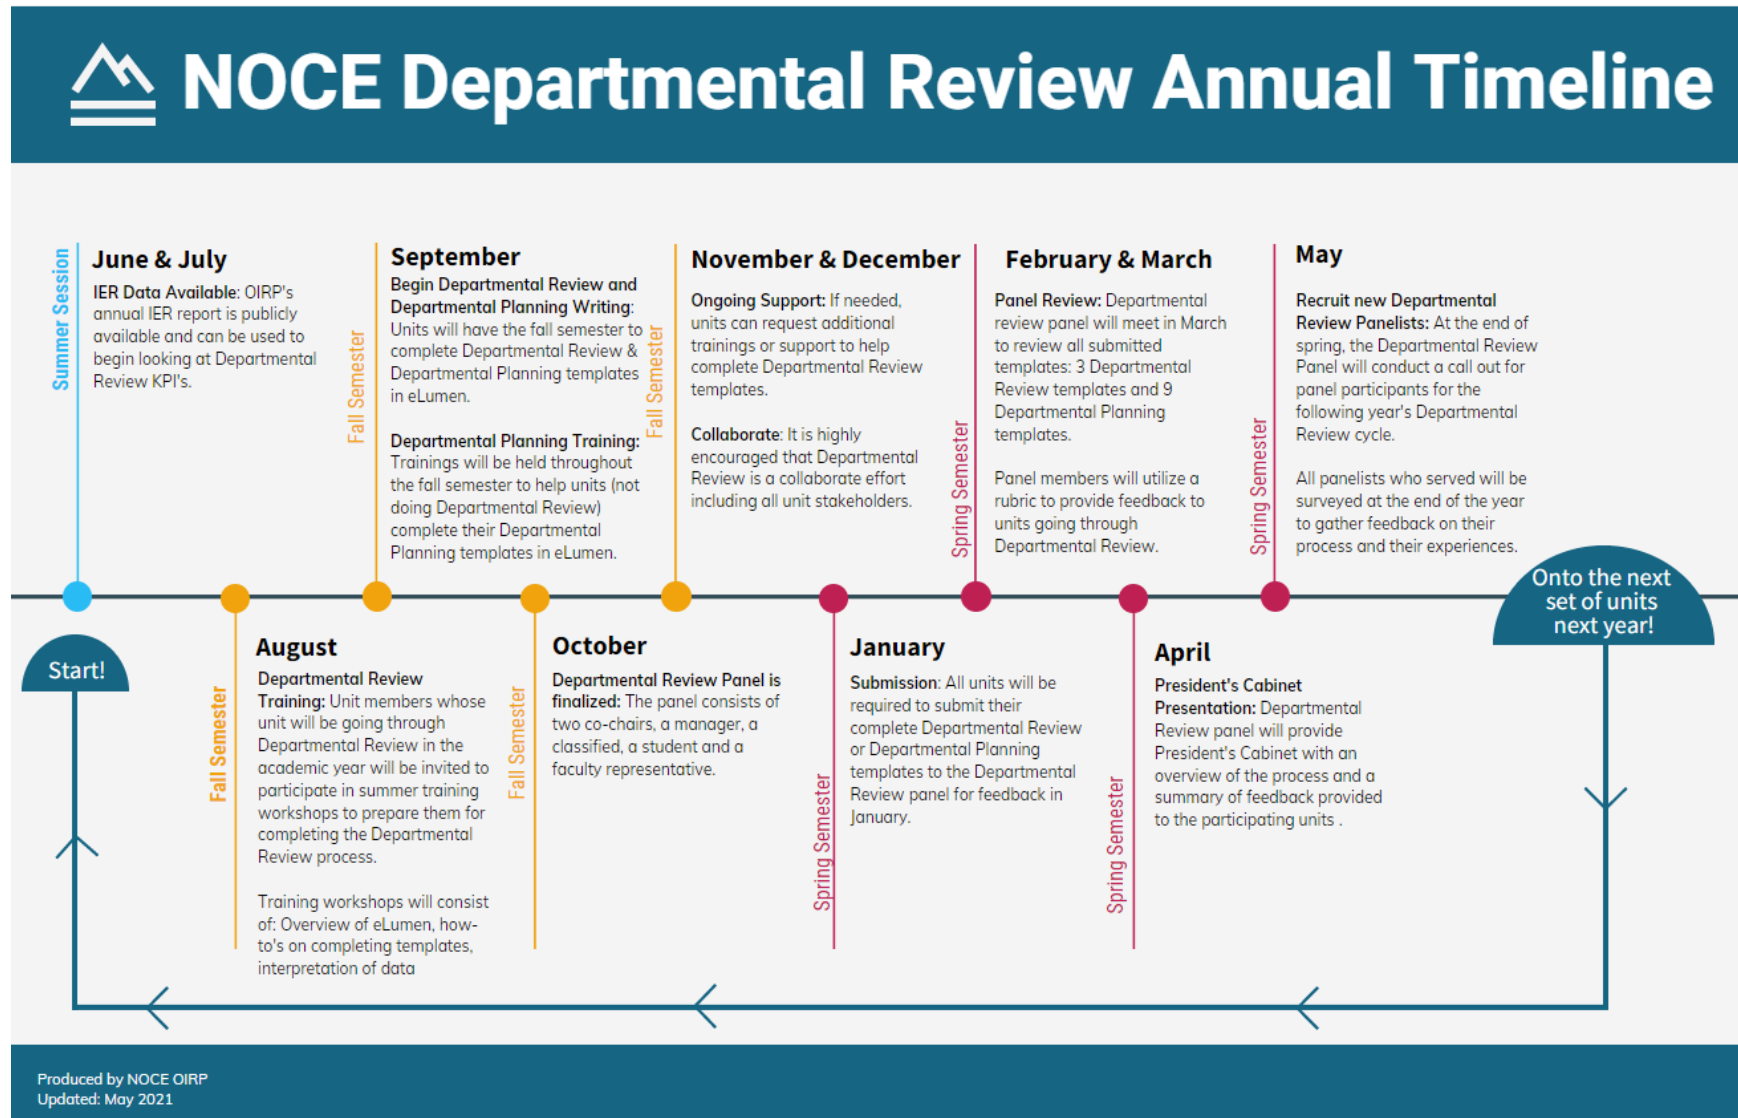 NOCE Departmental Review Annual Timeline
Summer Session
June & July
IER Data Available: OIRP's
annual IER report is publicly
available and can be used to
begin looking at Departmental
Review KPI's.
Fall Semester
September
Begin Departmental Review and
Departmental Planning Writing:
Units will have the fall semester to
complete Departmental Review &
Departmental Planning templates
in eLumen.
Departmental Planning Training:
Trainings will be held throughout
the fall semester to help units (not
doing Departmental Review)
complete their Departmental
Planning templates in eLumen.
Fall Semester
November & December
Ongoing Support: If needed,
units can request additional
trainings or support to help
complete Departmental Review
templates.
Collaborate: It is highly
encouraged that Departmental
Review is a collaborate effort
including all unit stakeholders.
Spring Semester
February & March
Panel Review: Departmental
review panel will meet in March
to review all submitted
templates: 3 Departmental
Review templates and 9
Departmental Planning
templates.
Panel members will utilize a
rubric to provide feedback to
units going through
Departmental Review.
Spring Semester
May
Recruit new Departmental
Review Panelists: At the end of
spring, the Departmental Review
Panel will conduct a call out for
panel participants for the
following year's Departmental
Review cycle.
All panelists who served will be
surveyed at the end of the year
to gather feedback on their
process and their experiences.
Onto the next
set of units
next year!
Start!
Fall Semester
August
Departmental Review
Training: Unit members whose
unit will be going through
Departmental Review in the
academic year will be invited to
participate in summer training
workshops to prepare them for
completing the Departmental
Review process.
Training workshops will consist
of: Overview of eLumen, how-
to's on completing templates,
interpretation of data
Fall Semester
October
Departmental Review Panel is
finalized: The panel consists of
two co-chairs, a manager, a
classified, a student and a
faculty representative.
Spring Semester
January
Submission: All units will be
required to submit their
complete Departmental Review
or Departmental Planning
templates to the Departmental
Review panel for feedback in
January.
Spring Semester
April
President's Cabinet
Presentation: Departmental
Review panel will provide
President's Cabinet with an
overview of the process and a
summary of feedback provided
to the participating units .
Produced by NOCE OIRP
Updated: May 2021